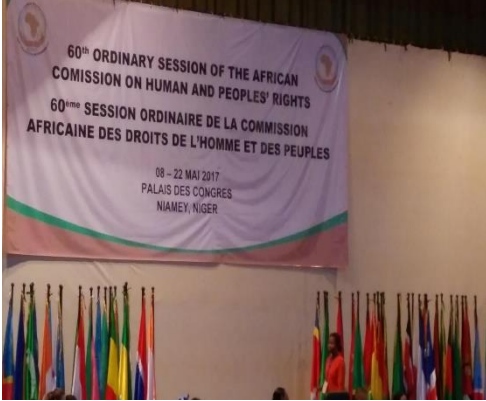 60th ORDINARY SESSION OF THE AFRICAN
COMISSION ON HUMAN AND PEOPLES' RIGHTS
60ème SESSION ORDINAIRE DE LA COMMISSION
AFRICAINE DES DROITS DE L'HOMME ET DES PEUPLES
08 – 22 MAI 2017
PALAIS DES CONGRES
NIAMEY, NIGER